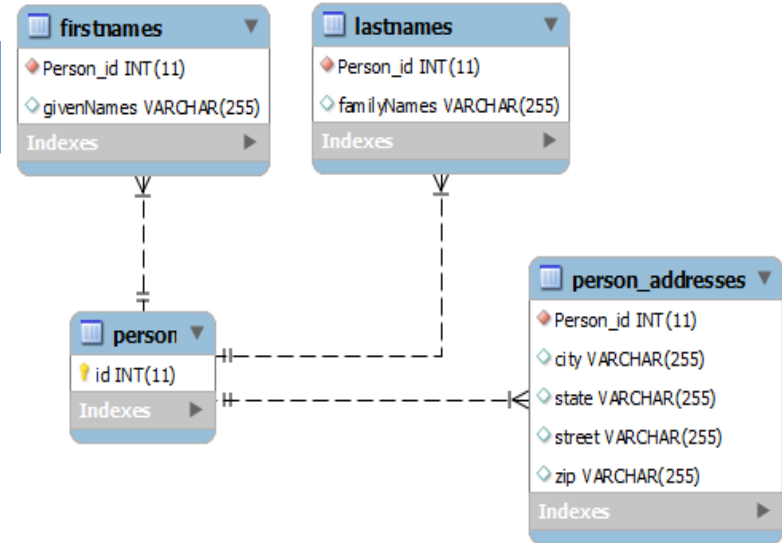 firstnames
Person_id INT(11)
givenNames VARCHAR(255)
Indexes
lastnames
Person_id INT(11)
familyNames VARCHAR(255)
Indexes
person
id INT(11)
Indexes
person_addresses
Person_id INT(11)
city VARCHAR(255)
state VARCHAR(255)
street VARCHAR(255)
zip VARCHAR(255)
Indexes